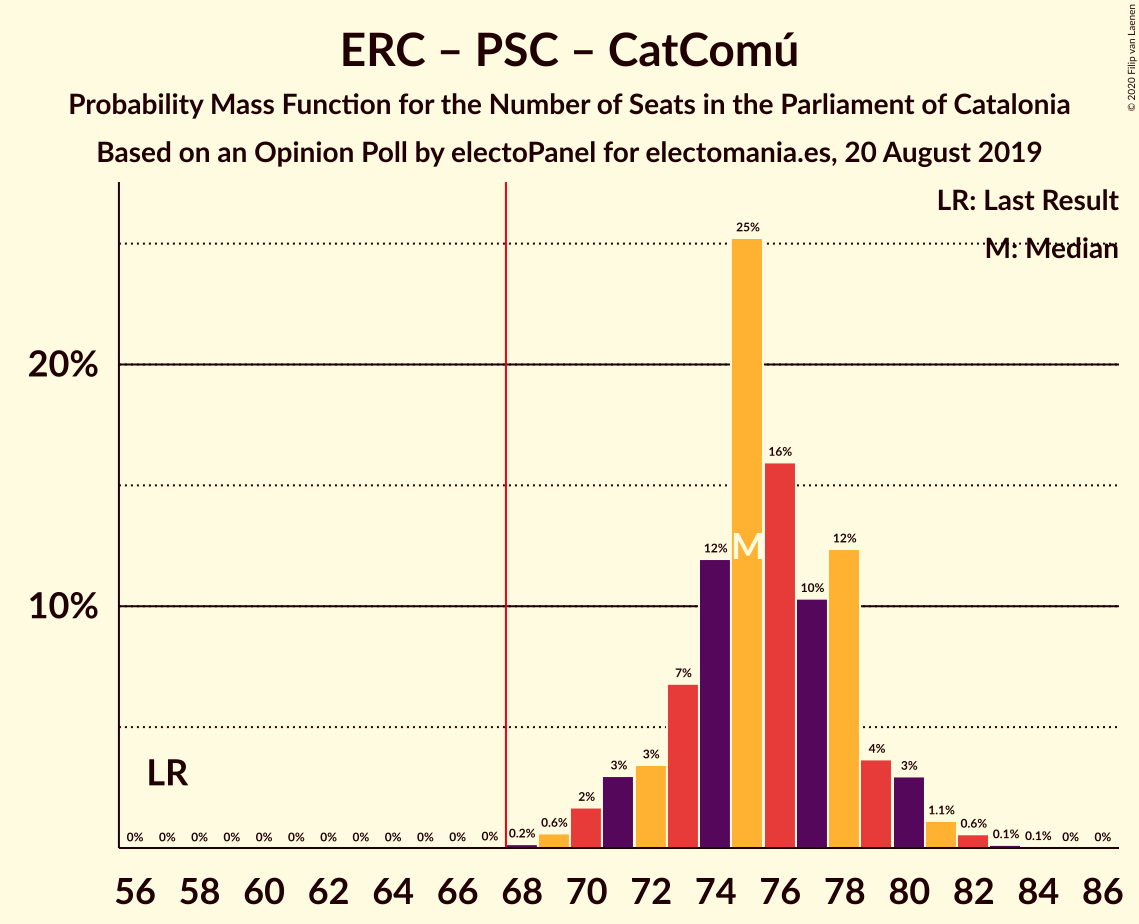 ERC – PSC – CatComú
Probability Mass Function for the Number of Seats in the Parliament of Catalonia
Based on an Opinion Poll by electoPanel for electomania.es, 20 August 2019
© 2020 Filip van Laenen
LR: Last Result
M: Median
25%
20%
16%
12% M 12%
10%
10%
7%
LR
4%
3% 3% 3%
2%
1.1%
0% 0% 0% 0% 0% 0% 0% 0% 0% 0% 0% 0% 0.2% 0.6% 0.6% 0.1% 0.1% 0% 0%
56 58 60 62 64 66 68 70 72 74 76 78 80 82 84 86